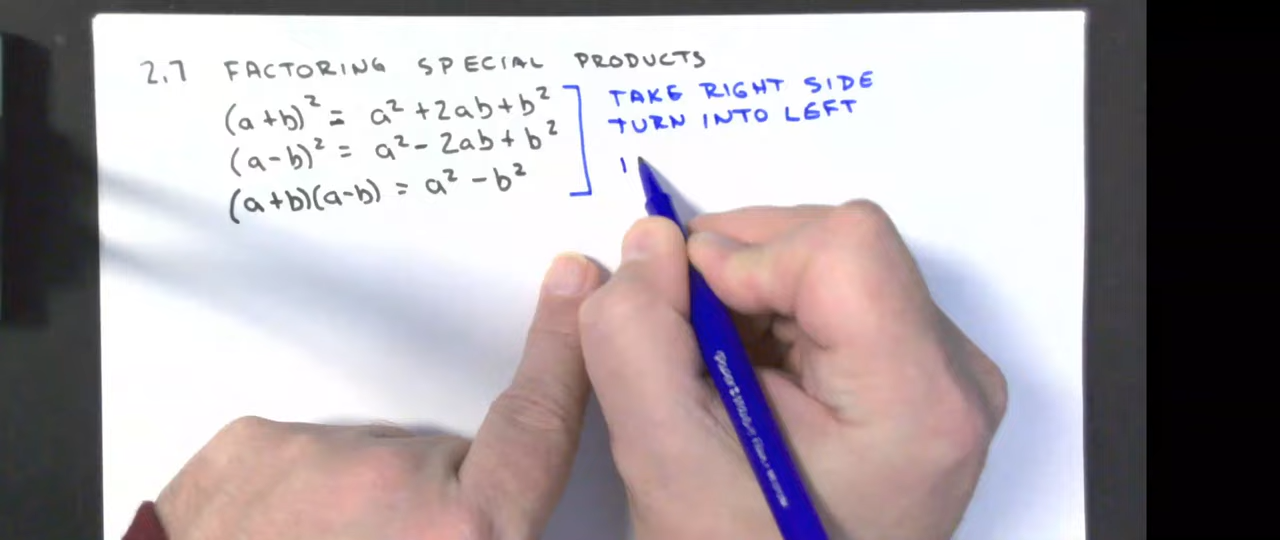 2.7 FACTORING SPECIAL PRODUCTS
(a+b)² = a² + 2ab + b²
(a-b)² = a² - 2ab + b²
(a+b)(a-b) = a² - b²
TAKE RIGHT SIDE
TURN INTO LEFT